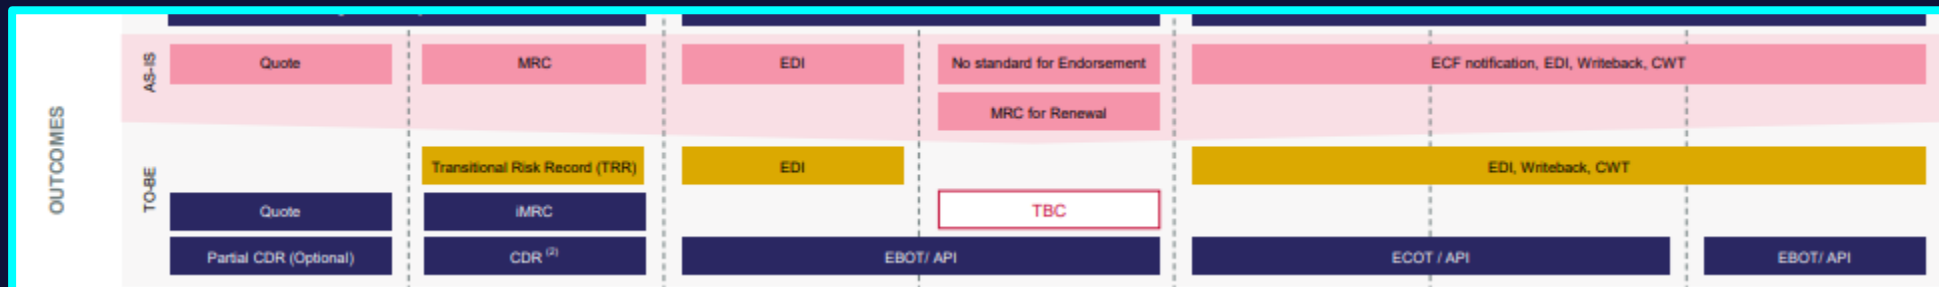 OUTCOMES
AS-IS
Quote
MRC
EDI
No standard for Endorsement
ECF notification, EDI, Writeback, CWT
MRC for Renewal
TO-BE
Transitional Risk Record (TRR)
EDI
EDI, Writeback, CWT
Quote
iMRC
TBC
Partial CDR (Optional)
CDR (2)
EBOT/ API
ECOT / API
EBOT/ API